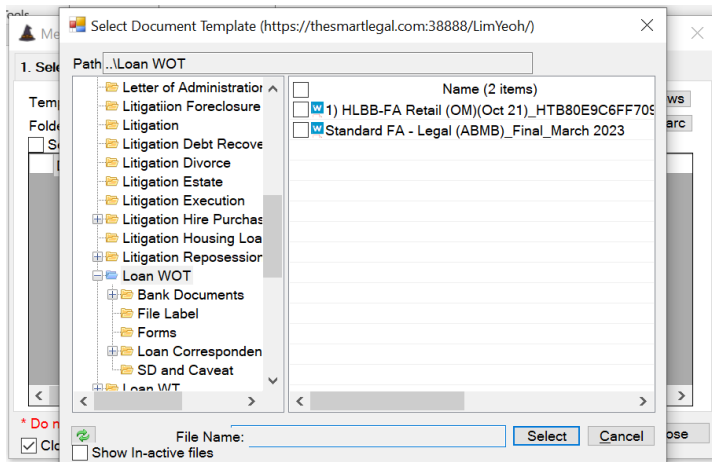 Tools
Select Document Template (https://thesmartlegal.com:38888/LimYeoh/)
Me
Path ..\Loan WOT
1. Sele
Letter of Administration
Name (2 items)
Litigatiion Foreclosure
1) HLBB-FA Retail (OM)(Oct 21)_HTB80E9C6FF709
Temp
ws
Litigation
Standard FA - Legal (ABMB)_Final_March 2023
Folde
arc
Litigation Debt Recove
Se
Litigation Divorce
Litigation Estate
Litigation Execution
Litigation Hire Purchas
Litigation Housing Loa
Litigation Reposession
Loan WOT
Bank Documents
File Label
Forms
Loan Corresponden
SD and Caveat
Loan WT
* Do n
File Name:
Select
Cancel
ose
Clo
Show In-active files